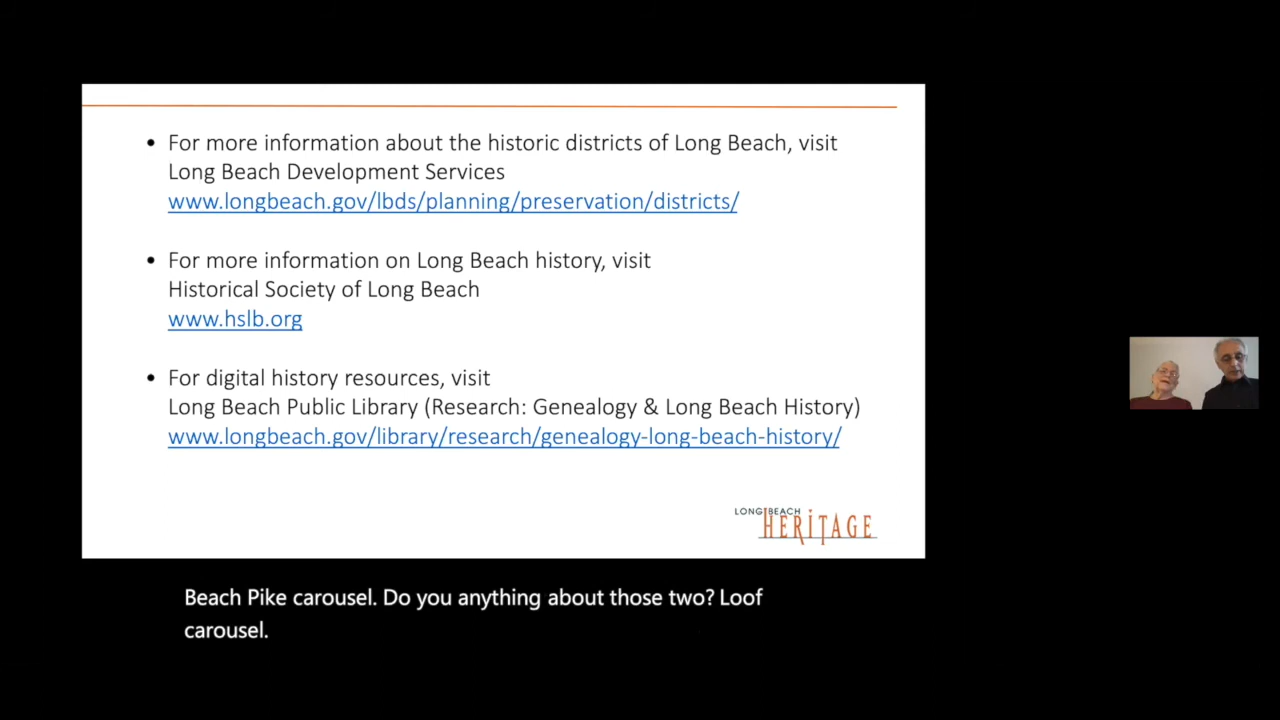 • For more information about the historic districts of Long Beach, visit
Long Beach Development Services
www.longbeach.gov/lbds/planning/preservation/districts/
• For more information on Long Beach history, visit
Historical Society of Long Beach
www.hslb.org
• For digital history resources, visit
Long Beach Public Library (Research: Genealogy & Long Beach History)
www.longbeach.gov/library/research/genealogy-long-beach-history/
LONG BEACH
HERITAGE
Beach Pike carousel. Do you anything about those two? Loof
carousel.